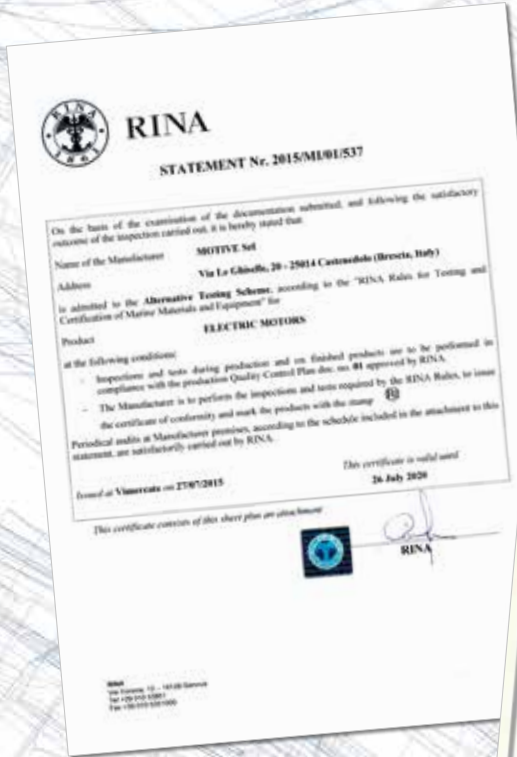 RINA
1861
RINA
STATEMENT Nr. 2015/MI/01/537
On the basis of the examination of the documentation submitted, and following the satisfactory
outcome of the inspection carried out, it is hereby stated that:
Name of the Manufacturer MOTIVE Srl
Address Via Le Ghiselle, 20 - 25014 Castenedolo (Brescia, Italy)
is admitted to the Alternative Testing Scheme, according to the "RINA Rules for Testing and
Certification of Marine Materials and Equipment" for
Product ELECTRIC MOTORS
at the following conditions:
- Inspections and tests during production and on finished products are to be performed in
compliance with the production Quality Control Plan doc. no. 01 approved by RINA.
- The Manufacturer is to perform the inspections and tests required by the RINA Rules, to issue
the certificate of conformity and mark the products with the stamp
Periodical audits at Manufacturer premises, according to the schedule included in the attachment to this
statement, are satisfactorily carried out by RINA.
Issued at Vimercate on 27/07/2015
This certificate is valid until
26 July 2020
This certificate consists of this sheet plus an attachment
RINA
RINA
Genova